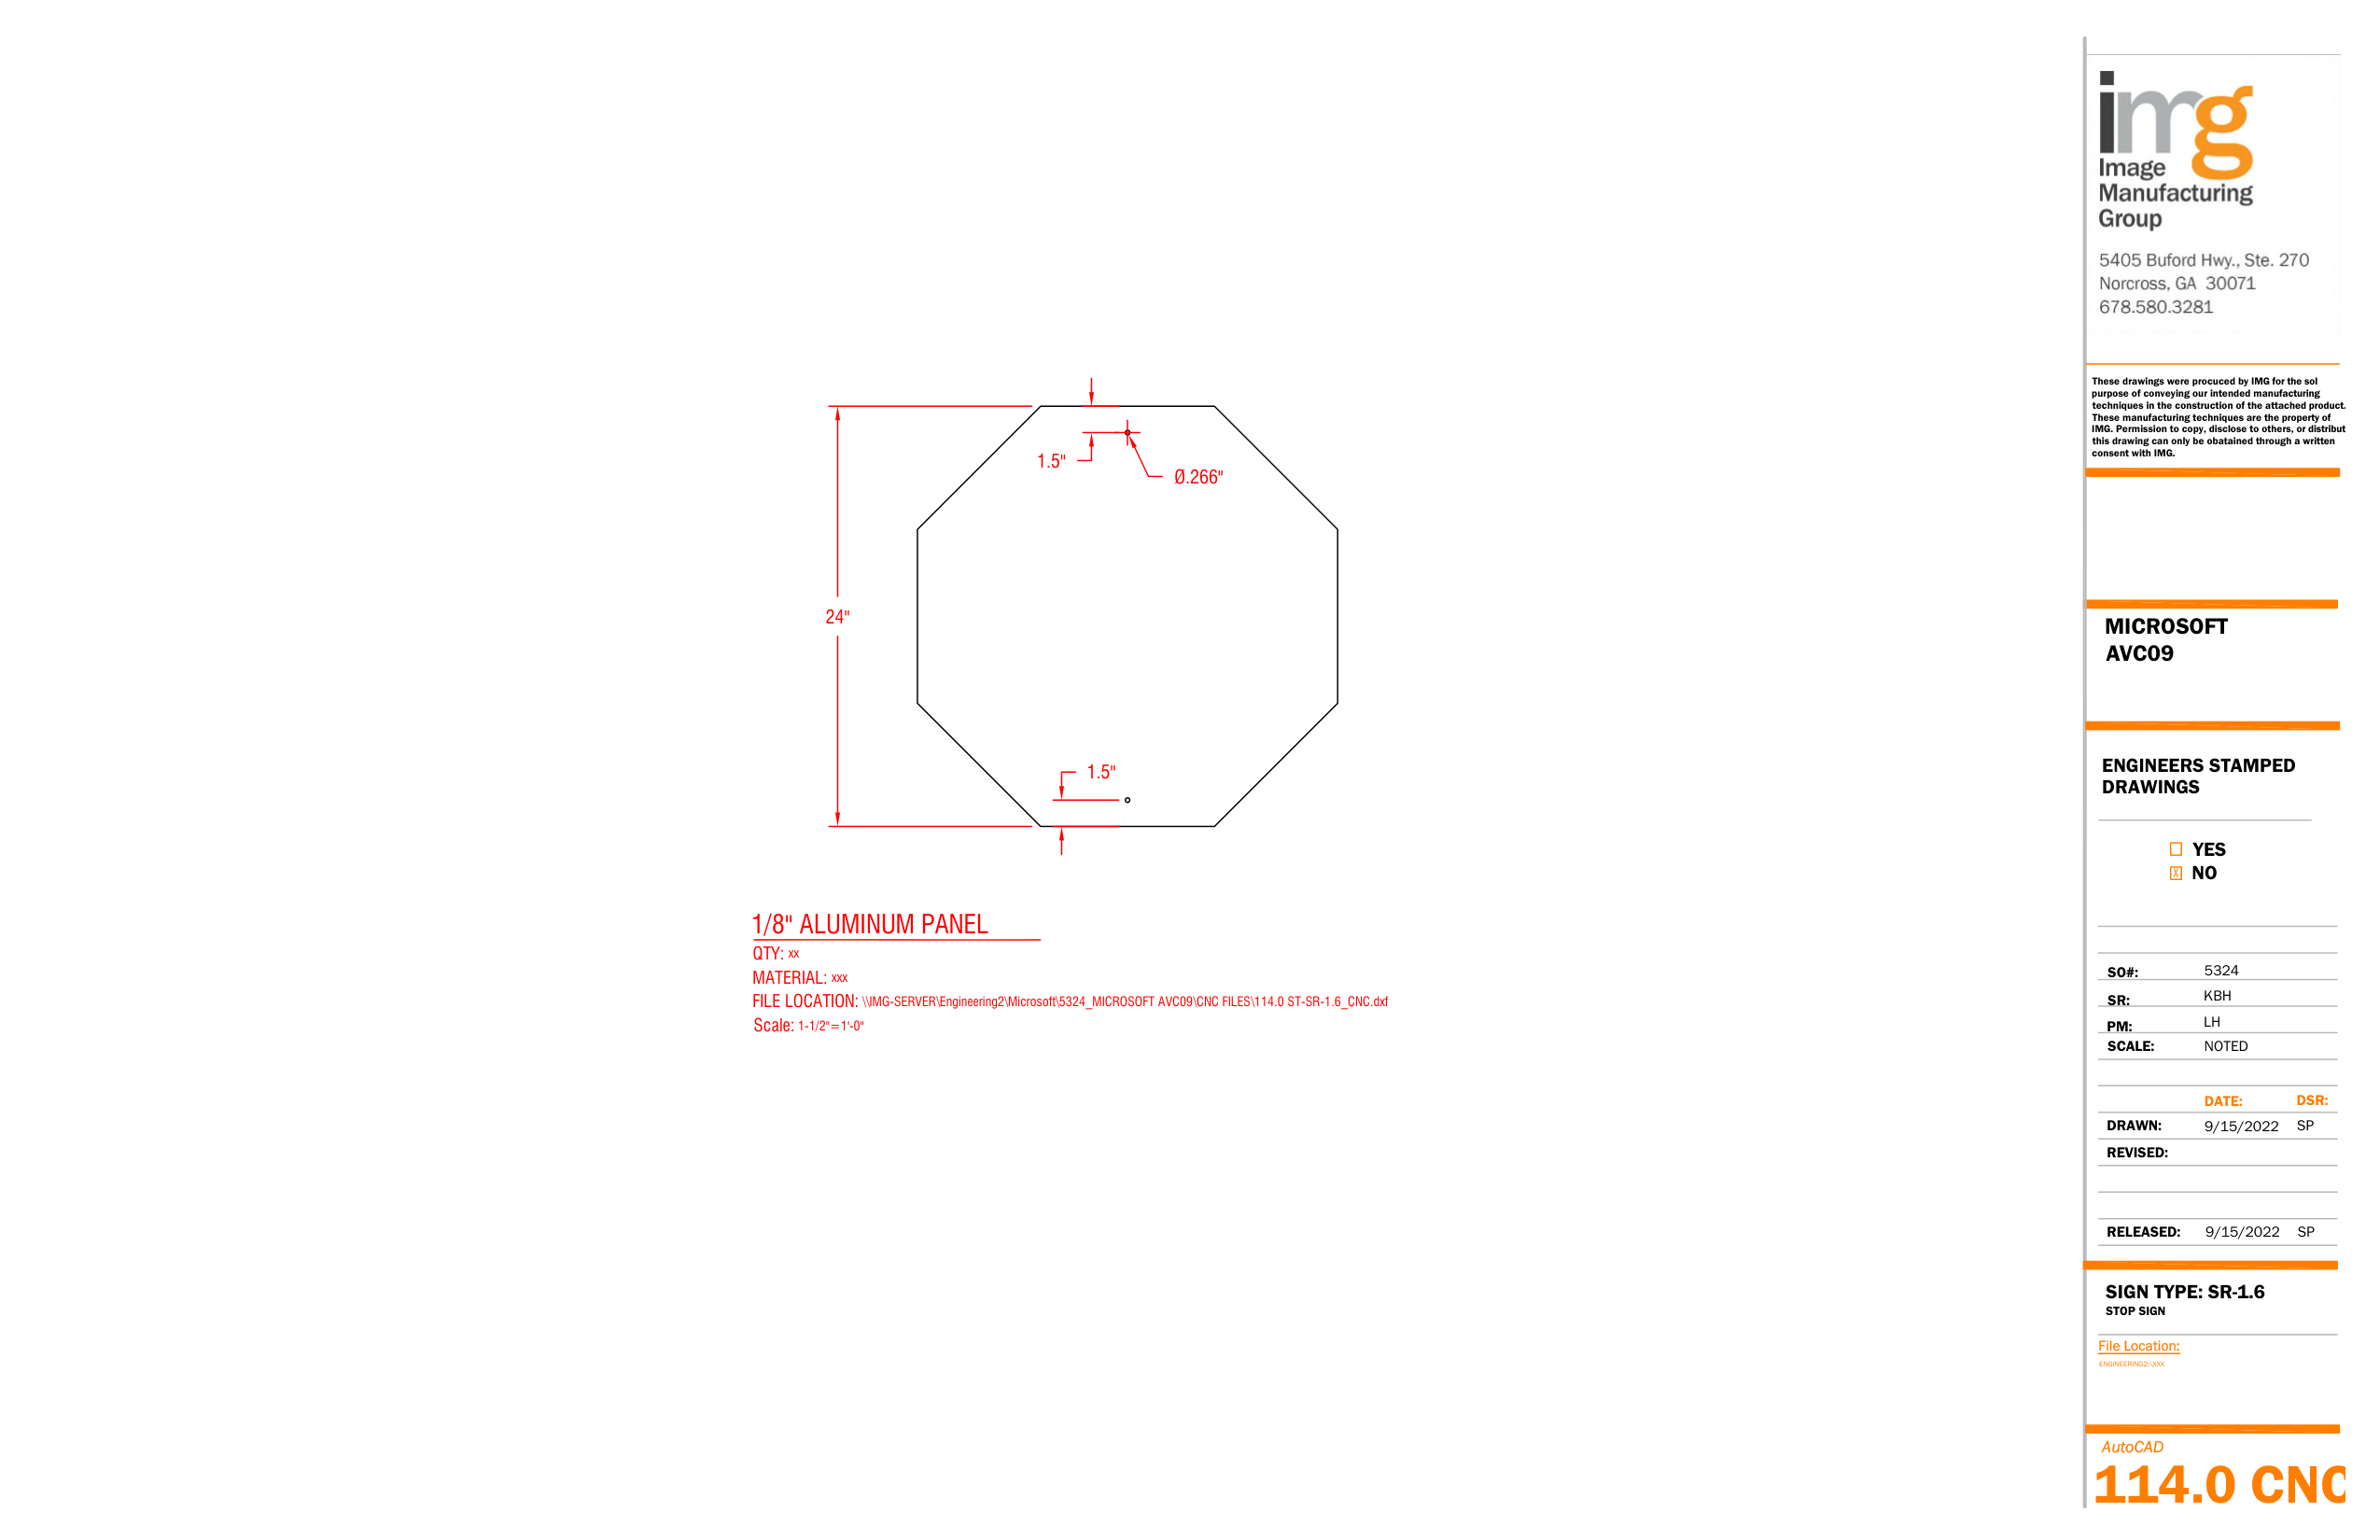 1.5"
Ø.266"
24"
1.5"
1/8" ALUMINUM PANEL
QTY: xx
MATERIAL: xxx
FILE LOCATION: \\IMG-SERVER\Engineering2\Microsoft\5324_MICROSOFT AVC09\CNC FILES\114.0 ST-SR-1.6_CNC.dxf
Scale: 1-1/2"=1'-0"
img
Image
Manufacturing
Group
5405 Buford Hwy., Ste. 270
Norcross, GA 30071
678.580.3281
These drawings were procuced by IMG for the sol
purpose of conveying our intended manufacturing
techniques in the construction of the attached product.
These manufacturing techniques are the property of
IMG. Permission to copy, disclose to others, or distribut
this drawing can only be obatained through a written
consent with IMG.
MICROSOFT
AVC09
ENGINEERS STAMPED
DRAWINGS
YES
X NO
SO#: 5324
SR: KBH
PM: LH
SCALE: NOTED
DATE: DSR:
DRAWN: 9/15/2022 SP
REVISED:
RELEASED: 9/15/2022 SP
SIGN TYPE: SR-1.6
STOP SIGN
File Location:
ENGINEERING2:\XXX
AutoCAD
114.0 CNC